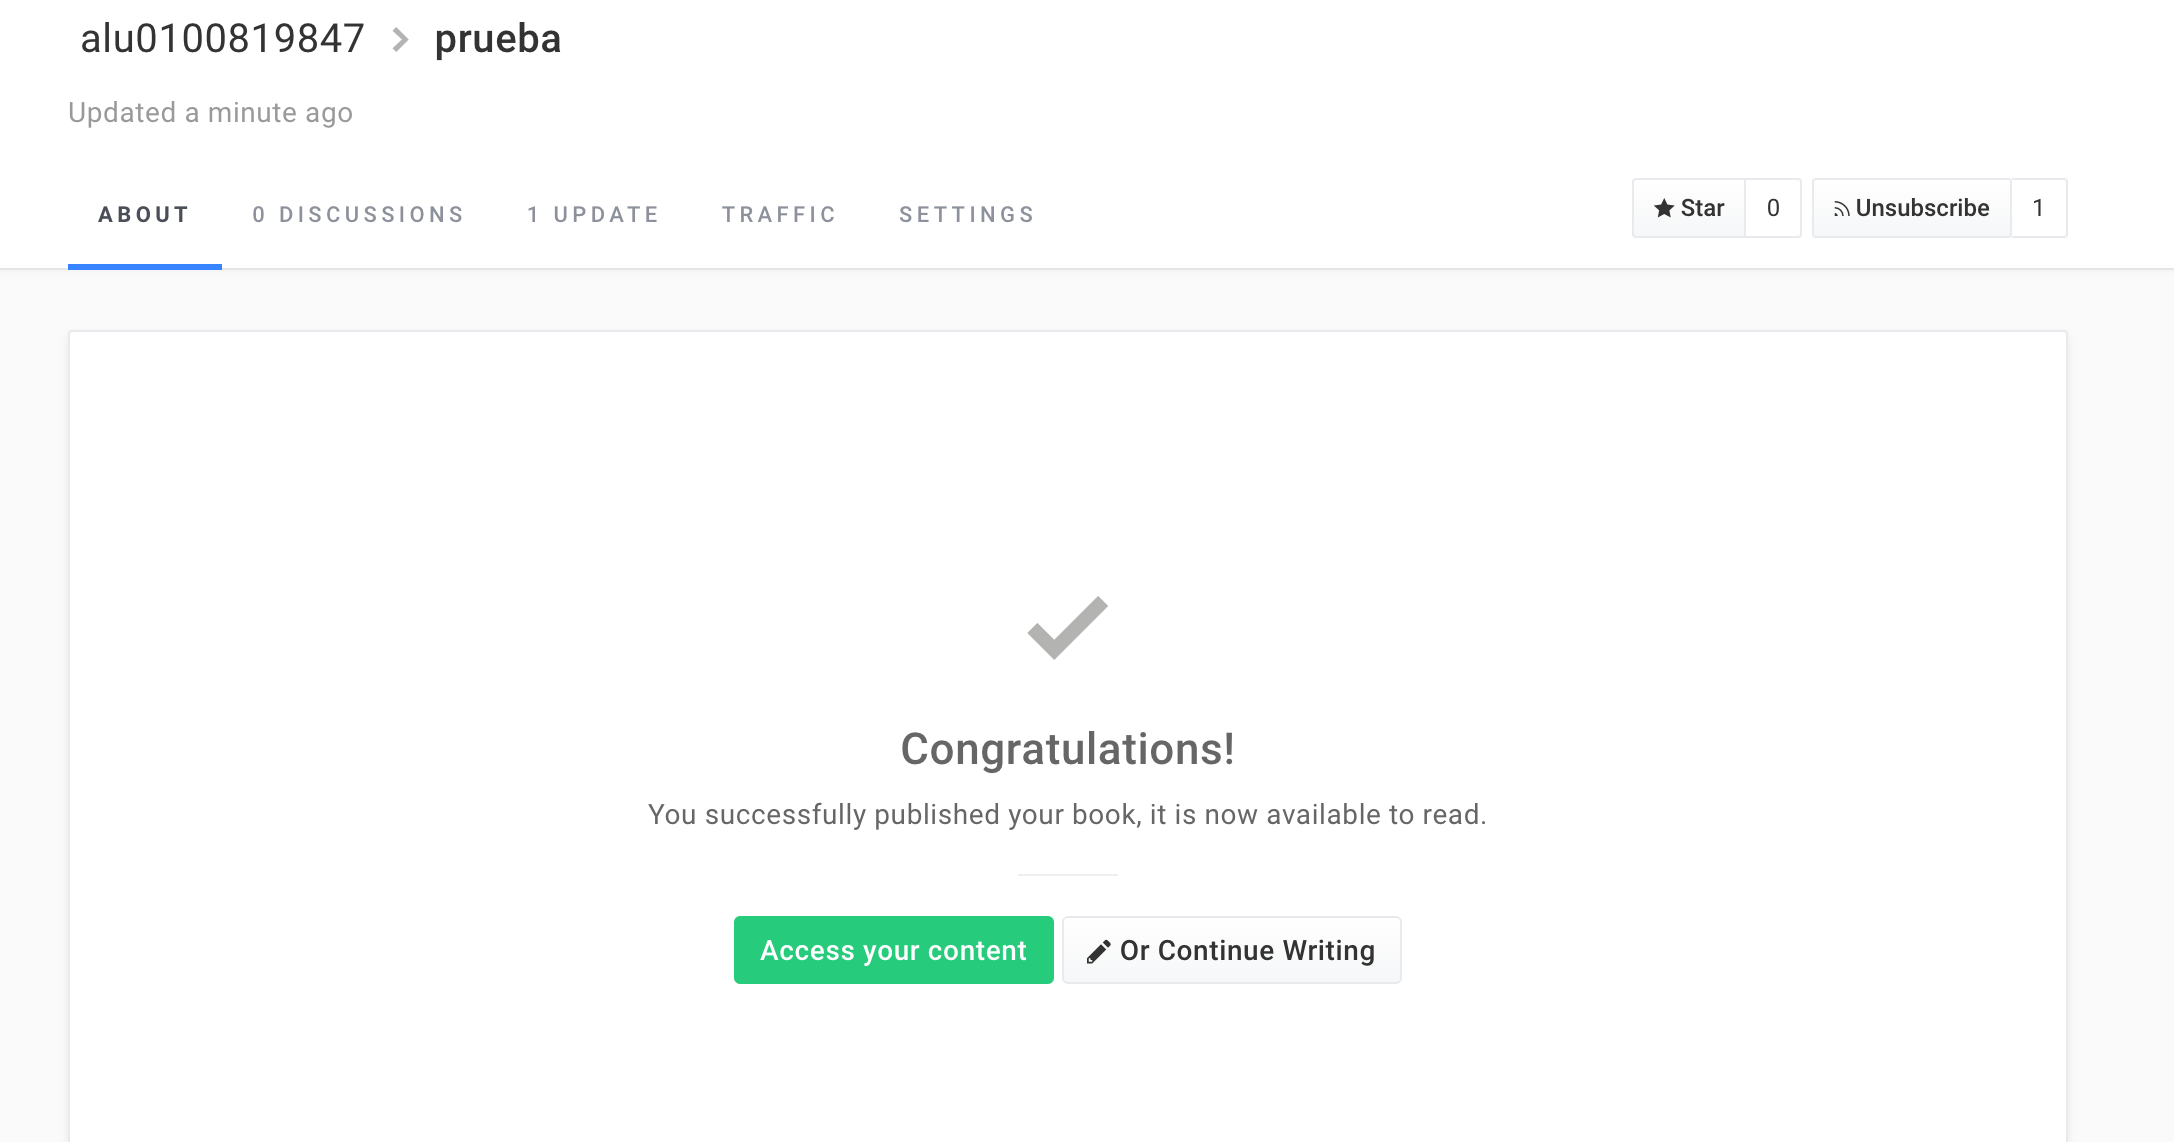 alu0100819847 > prueba
Updated a minute ago
ABOUT 0 DISCUSSIONS 1 UPDATE TRAFFIC SETTINGS
Star 0 Unsubscribe 1
Congratulations!
You successfully published your book, it is now available to read.
Access your content Or Continue Writing